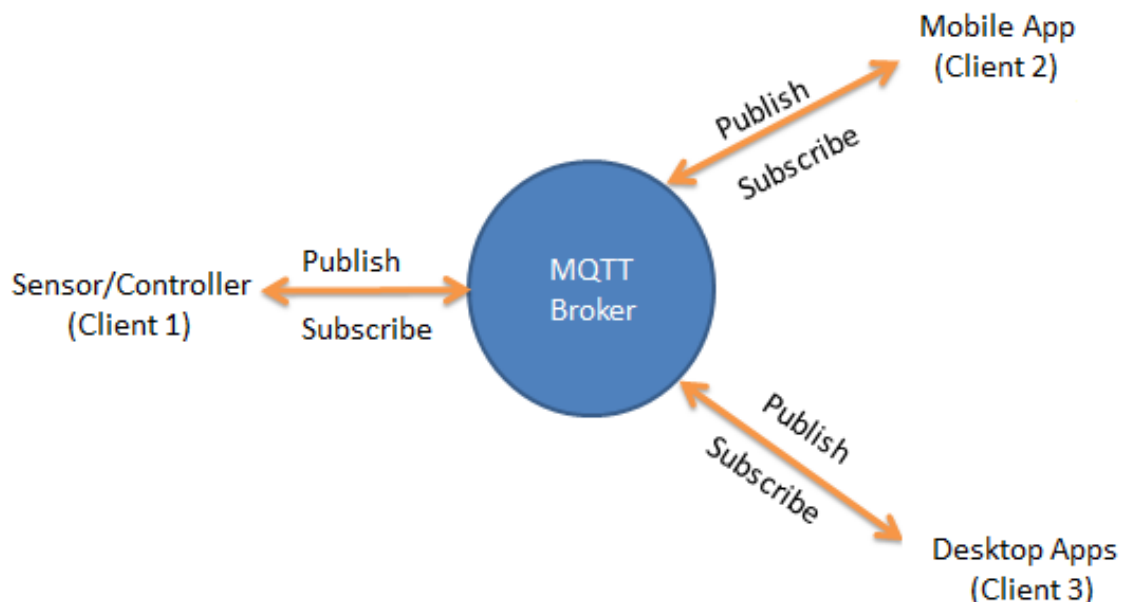 Mobile App
(Client 2)
Publish
Subscribe
Publish
Sensor/Controller
(Client 1)
Subscribe
MQTT
Broker
Publish
Subscribe
Desktop Apps
(Client 3)